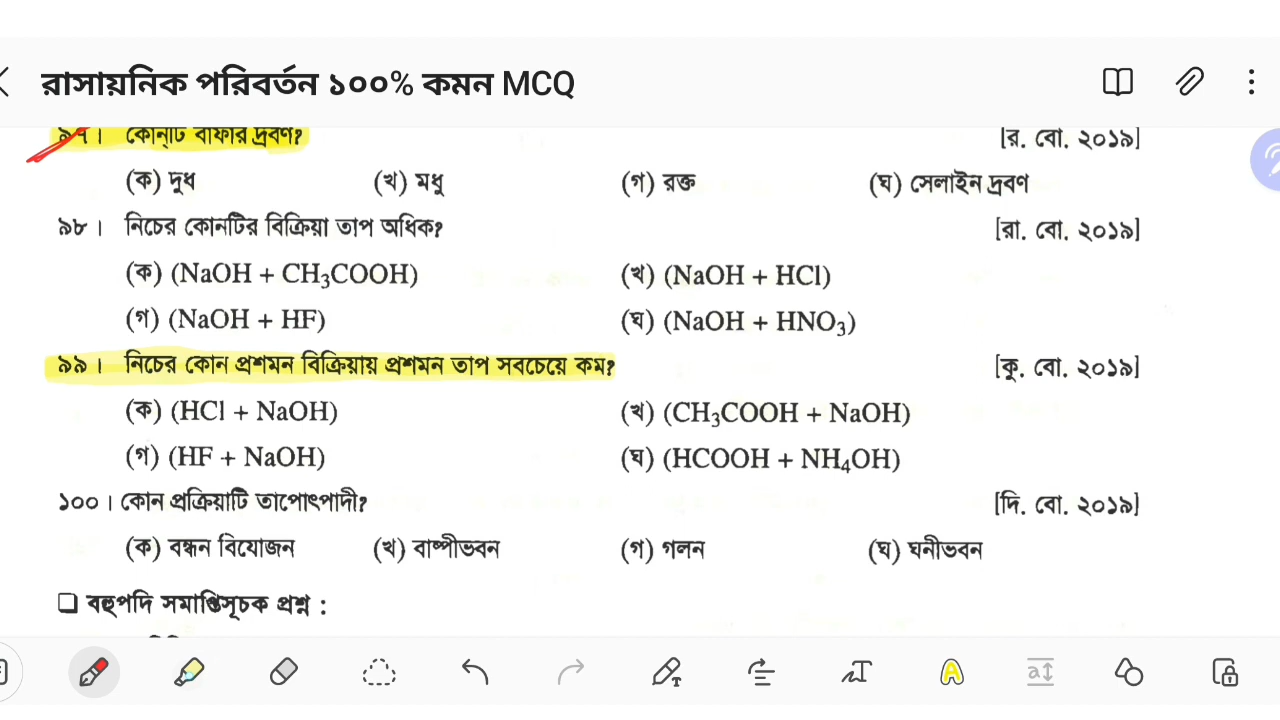 রাসায়নিক পরিবর্তন ১০০% কমন MCQ
৯৭। কোনটি বাফার দ্রবণ? [র. বো. ২০১৯]
(ক) দুধ (খ) মধু (গ) রক্ত (ঘ) সেলাইন দ্রবণ
৯৮। নিচের কোনটির বিক্রিয়া তাপ অধিক? [রা. বো. ২০১৯]
(ক) (NaOH + CH₃COOH) (খ) (NaOH + HCl)
(গ) (NaOH + HF) (ঘ) (NaOH + HNO₃)
৯৯। নিচের কোন প্রশমন বিক্রিয়ায় প্রশমন তাপ সবচেয়ে কম? [কু. বো. ২০১৯]
(ক) (HCl + NaOH) (খ) (CH₃COOH + NaOH)
(গ) (HF + NaOH) (ঘ) (HCOOH + NH₄OH)
১০০। কোন প্রক্রিয়াটি তাপোৎপাদী? [দি. বো. ২০১৯]
(ক) বন্ধন বিযোজন (খ) বাষ্পীভবন (গ) গলন (ঘ) ঘনীভবন
❑ বহুপদি সমাপ্তিসূচক প্রশ্ন :